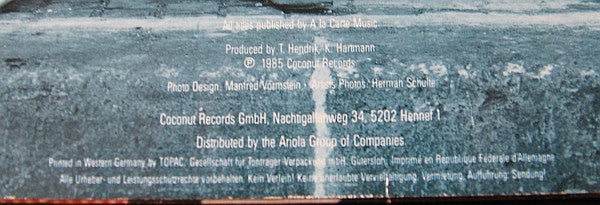 All titles published by A la Carte Music
Produced by T. Hendrik, K. Hartmann
℗ 1985 Coconut Records
Photo Design: Manfred Vormstein · Artists Photos: Herman Schulte
Coconut Records GmbH, Nachtigallenweg 34, 5202 Hennef 1
Distributed by the Ariola Group of Companies.
Printed in Western Germany by TOPAC, Gesellschaft für Tonträger-Verpackung mbH, Gütersloh, Imprimé en République Fédérale d'Allemagne
Alle Urheber- und Leistungsschutzrechte vorbehalten. Kein Verleih! Keine unerlaubte Vervielfältigung, Vermietung, Aufführung, Sendung!